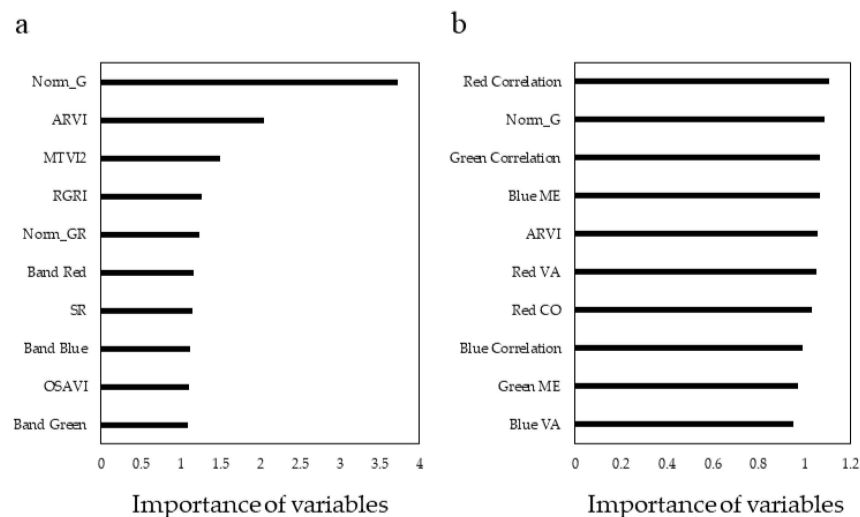 a
Norm_G
ARVI
MTVI2
RGRI
Norm_GR
Band Red
SR
Band Blue
OSAVI
Band Green
0 0.5 1 1.5 2 2.5 3 3.5 4
Importance of variables
b
Red Correlation
Norm_G
Green Correlation
Blue ME
ARVI
Red VA
Red CO
Blue Correlation
Green ME
Blue VA
0 0.2 0.4 0.6 0.8 1 1.2
Importance of variables